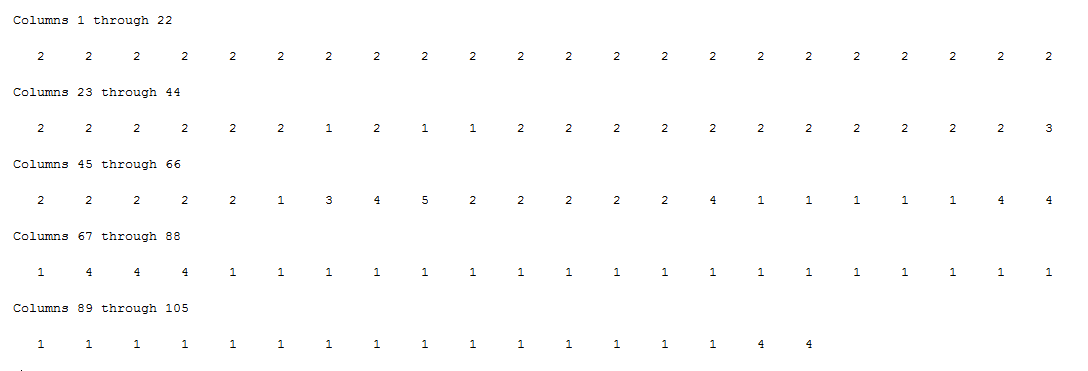 Columns 1 through 22
2 2 2 2 2 2 2 2 2 2 2 2 2 2 2 2 2 2 2 2 2 2
Columns 23 through 44
2 2 2 2 2 2 1 2 1 1 2 2 2 2 2 2 2 2 2 2 2 3
Columns 45 through 66
2 2 2 2 2 1 3 4 5 2 2 2 2 2 4 1 1 1 1 1 4 4
Columns 67 through 88
1 4 4 4 1 1 1 1 1 1 1 1 1 1 1 1 1 1 1 1 1 1
Columns 89 through 105
1 1 1 1 1 1 1 1 1 1 1 1 1 1 1 4 4